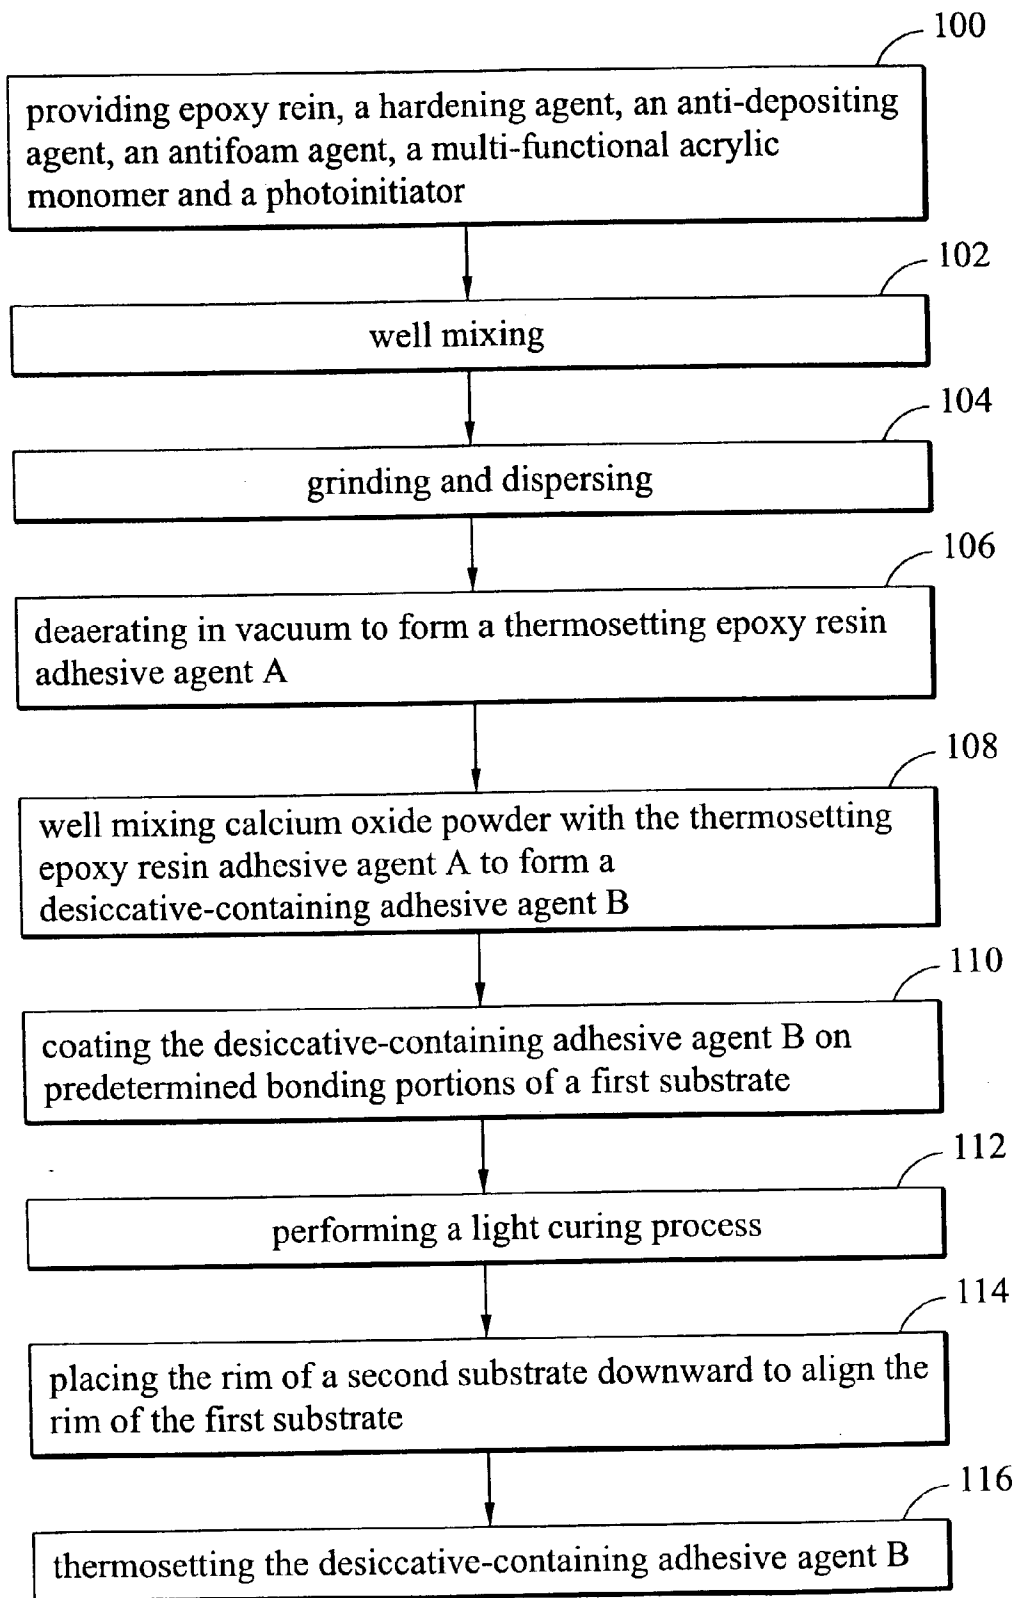 100
providing epoxy rein, a hardening agent, an anti-depositing
agent, an antifoam agent, a multi-functional acrylic
monomer and a photoinitiator
102
well mixing
104
grinding and dispersing
106
deaerating in vacuum to form a thermosetting epoxy resin
adhesive agent A
108
well mixing calcium oxide powder with the thermosetting
epoxy resin adhesive agent A to form a
desiccative-containing adhesive agent B
110
coating the desiccative-containing adhesive agent B on
predetermined bonding portions of a first substrate
112
performing a light curing process
114
placing the rim of a second substrate downward to align the
rim of the first substrate
116
thermosetting the desiccative-containing adhesive agent B